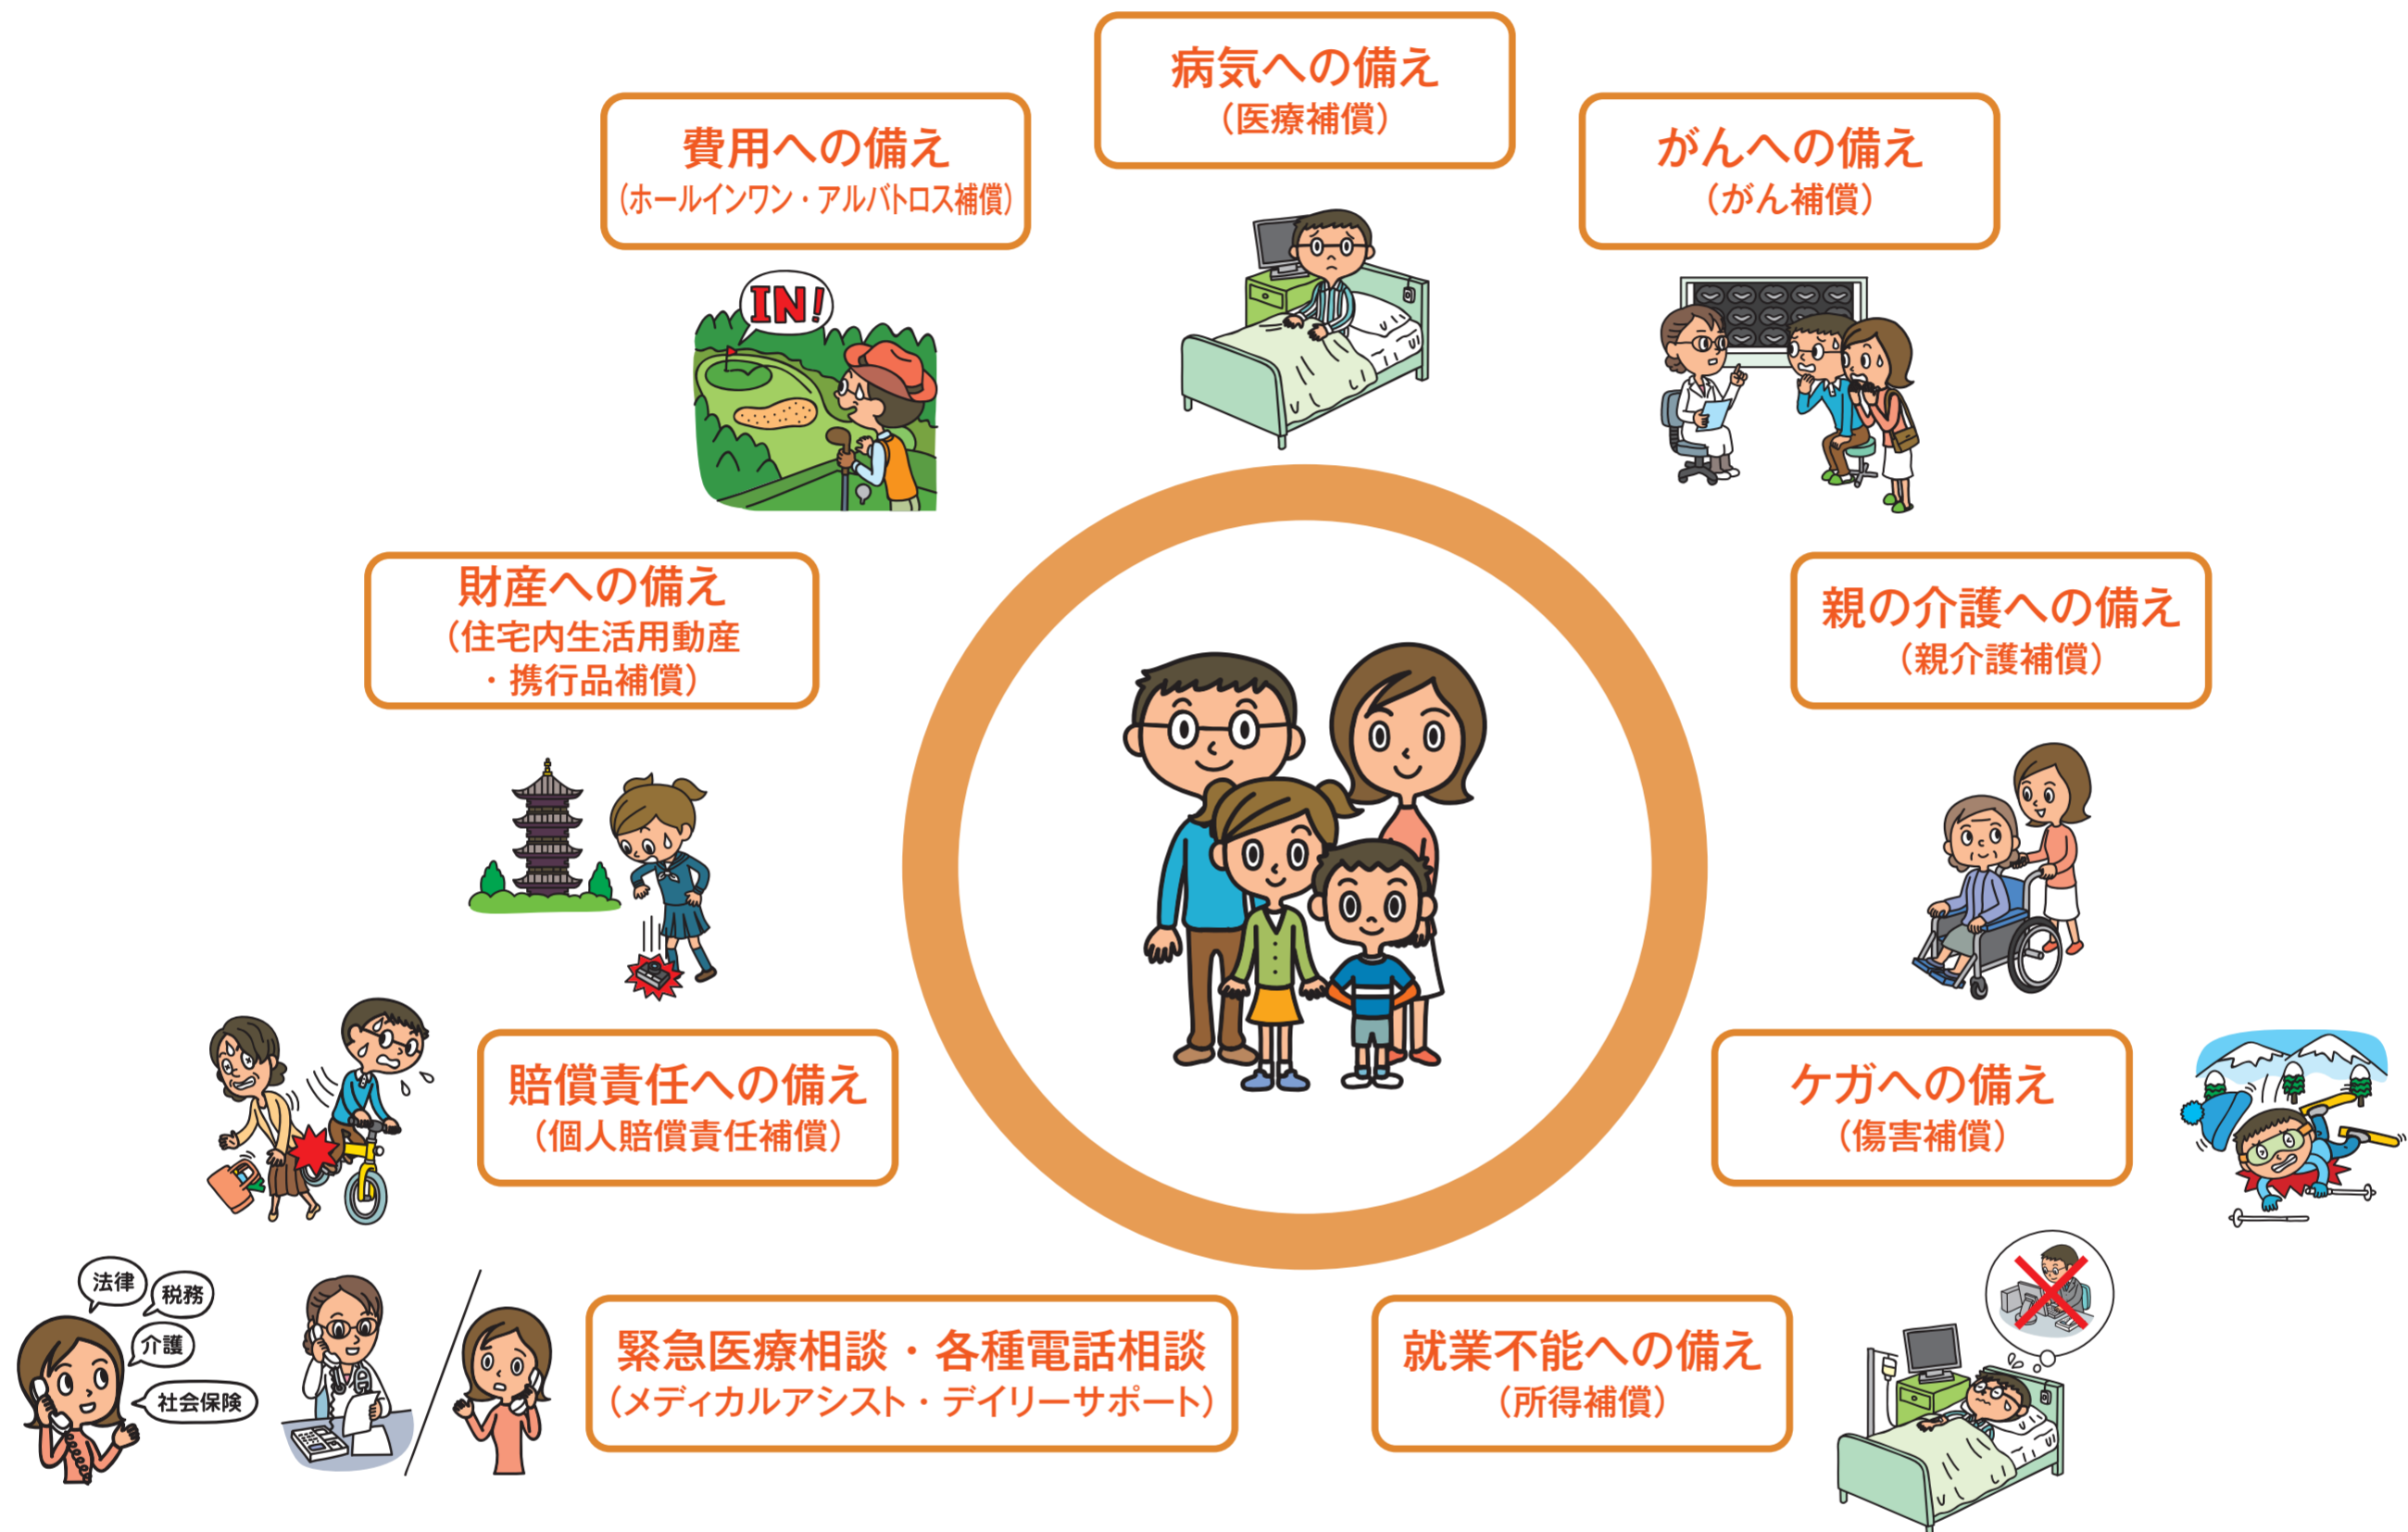 病気への備え
（医療補償）
費用への備え
（ホールインワン・アルバトロス補償）
がんへの備え
（がん補償）
IN!
財産への備え
（住宅内生活用動産
・携行品補償）
親の介護への備え
（親介護補償）
賠償責任への備え
（個人賠償責任補償）
ケガへの備え
（傷害補償）
法律
税務
介護
社会保険
緊急医療相談・各種電話相談
（メディカルアシスト・デイリーサポート）
就業不能への備え
（所得補償）